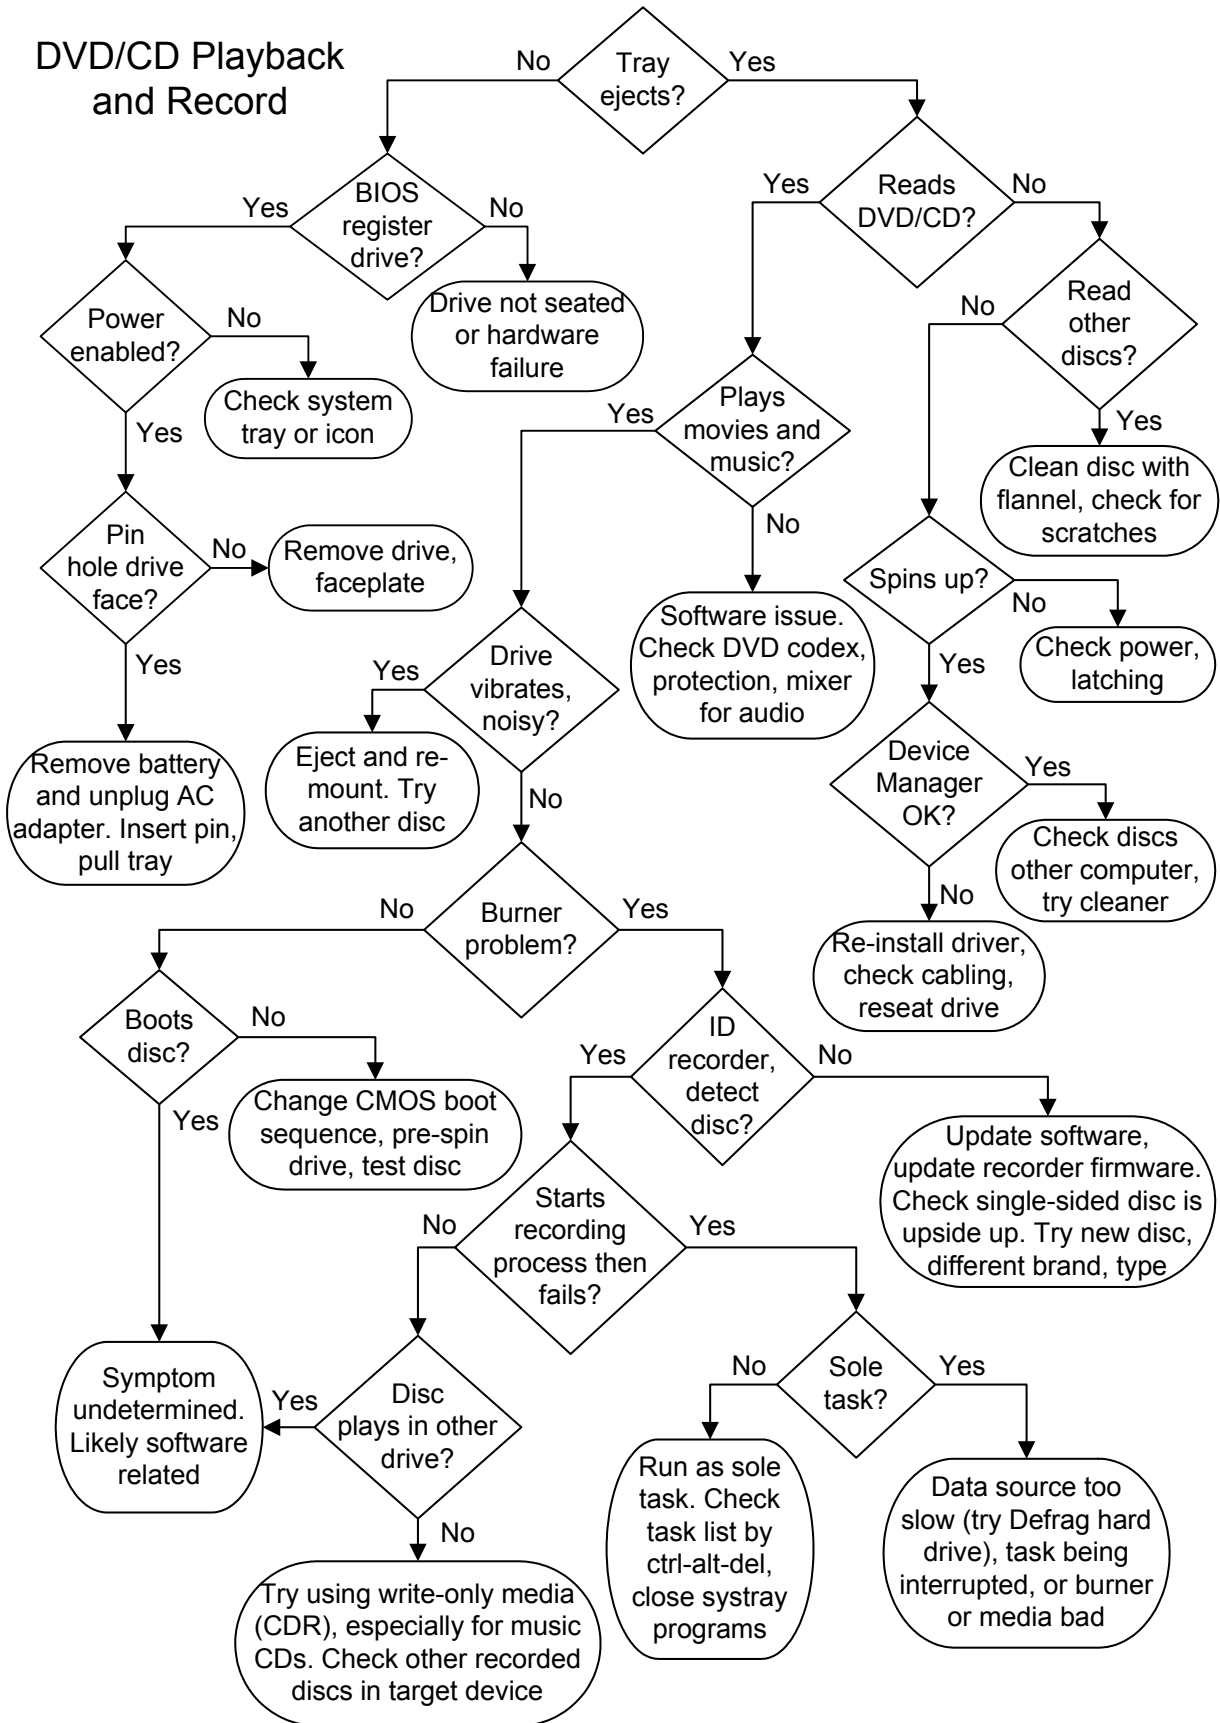 DVD/CD Playback
and Record
No
Tray
ejects?
Yes
Yes
BIOS
register
drive?
No
Yes
Reads
DVD/CD?
No
Power
enabled?
No
Drive not seated
or hardware
failure
No
Read
other
discs?
Yes
Check system
tray or icon
Yes
Plays
movies and
music?
Yes
Clean disc with
flannel, check for
scratches
No
Pin
hole drive
face?
No
Remove drive,
faceplate
Spins up?
No
Software issue.
Check DVD codex,
protection, mixer
for audio
Yes
Yes
Drive
vibrates,
noisy?
Yes
Check power,
latching
Remove battery
and unplug AC
adapter. Insert pin,
pull tray
Eject and re-
mount. Try
another disc
No
Device
Manager
OK?
Yes
Check discs
other computer,
try cleaner
No
No
Burner
problem?
Yes
Re-install driver,
check cabling,
reseat drive
Boots
disc?
No
Yes
ID
recorder,
detect
disc?
No
Yes
Change CMOS boot
sequence, pre-spin
drive, test disc
Update software,
update recorder firmware.
Check single-sided disc is
upside up. Try new disc,
different brand, type
No
Starts
recording
process then
fails?
Yes
Symptom
undetermined.
Likely software
related
Yes
Disc
plays in other
drive?
No
No
Sole
task?
Yes
Run as sole
task. Check
task list by
ctrl-alt-del,
close systray
programs
Data source too
slow (try Defrag hard
drive), task being
interrupted, or burner
or media bad
Try using write-only media
(CDR), especially for music
CDs. Check other recorded
discs in target device